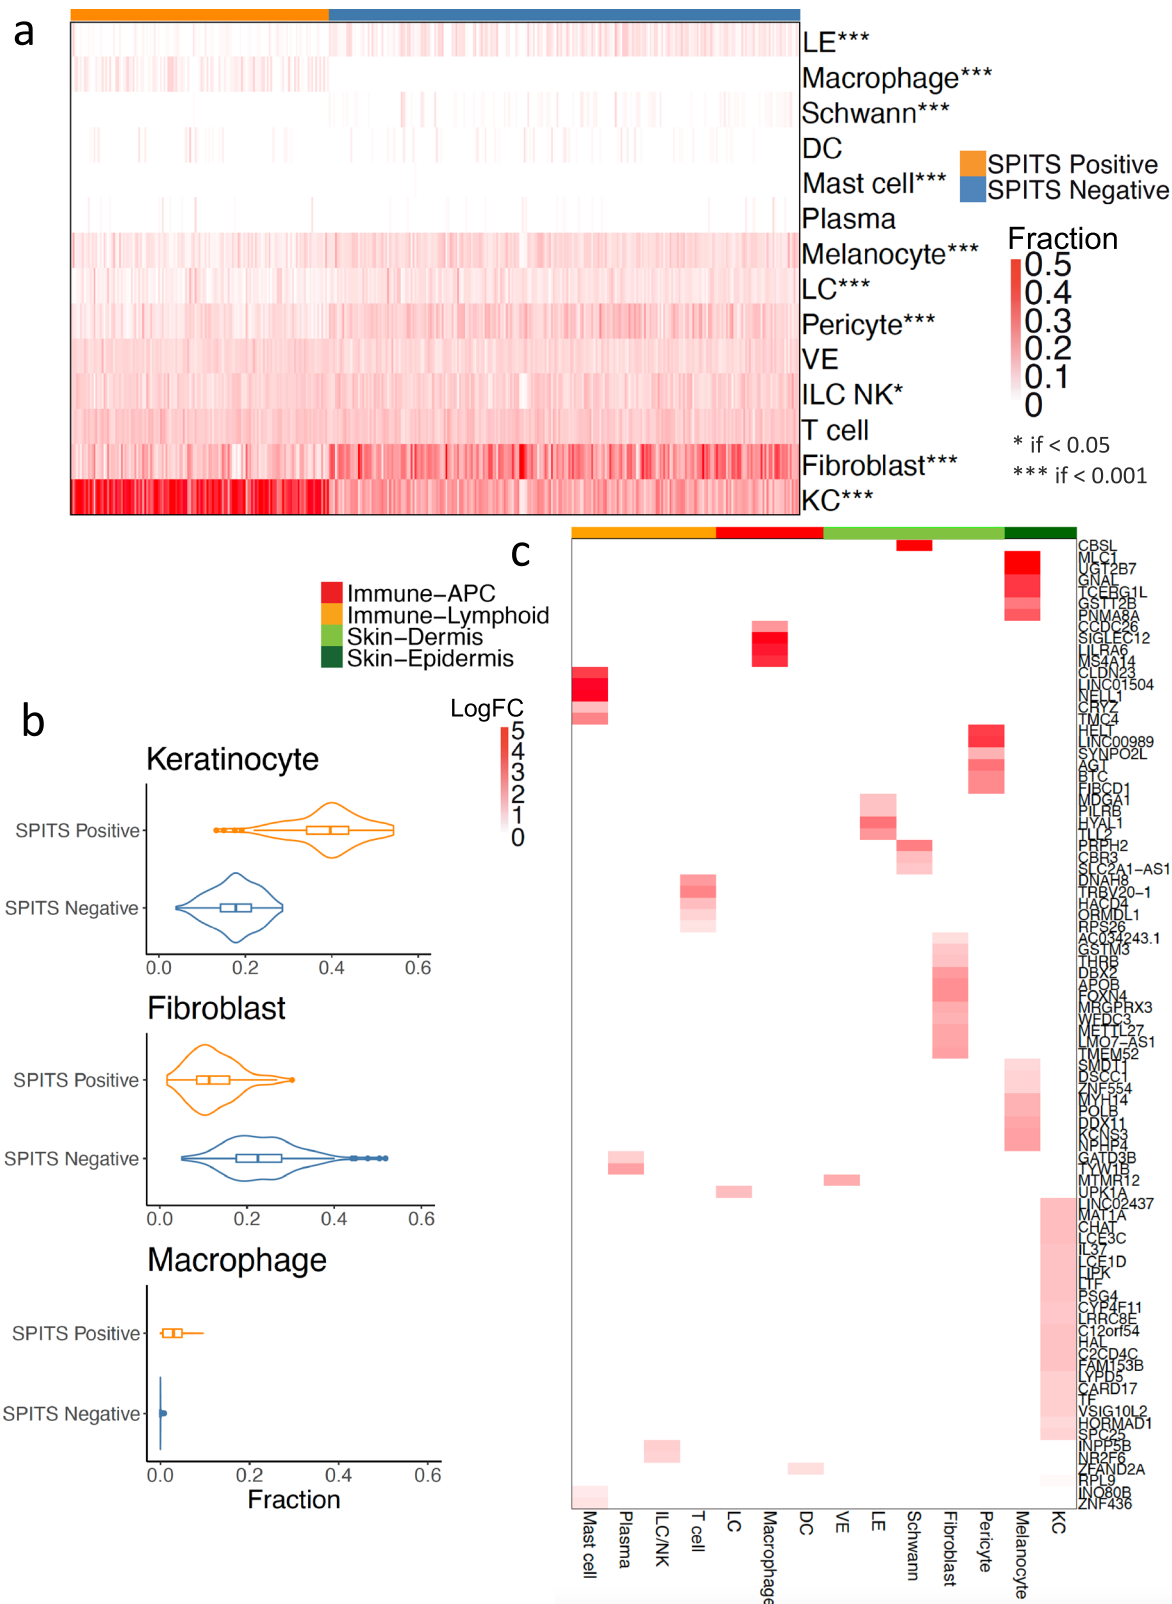 a
LE***
Macrophage***
Schwann***
DC
Mast cell***
Plasma
Melanocyte***
LC***
Pericyte***
VE
ILC NK*
T cell
Fibroblast***
KC***
SPITS Positive
SPITS Negative
Fraction
0.5
0.4
0.3
0.2
0.1
0
* if < 0.05
*** if < 0.001
c
Immune-APC
Immune-Lymphoid
Skin-Dermis
Skin-Epidermis
LogFC
5
4
3
2
1
0
b
Keratinocyte
SPITS Positive
SPITS Negative
0.0 0.2 0.4 0.6
Fibroblast
SPITS Positive
SPITS Negative
0.0 0.2 0.4 0.6
Macrophage
SPITS Positive
SPITS Negative
0.0 0.2 0.4 0.6
Fraction
CBSL
MLC1
UGT2B7
GNAL
TCERG1L
GSTT2B
PNMA8A
CCDC26
SIGLEC12
LILRA6
MS4A14
CLDN23
LINC01504
NELL1
CRYZ
TMC4
HELT
LINC00989
SYNPO2L
AGT
BTC
FIBCD1
MDGA1
PILRB
HYAL1
TLL2
PRPH2
CBR3
SLC2A1-AS1
DNAH8
TRBV20-1
HACD4
ORMDL1
RPS26
AC034243.1
GSTM3
THRB
DBX2
APOB
FOXN4
MRGPRX3
WFDC3
METTL27
LMO7-AS1
TMEM52
SMDT1
DSCC1
ZNF554
MYH14
POLB
DDX11
KCNS3
NPHP4
GATD3B
TYW1B
MTMR12
UPK1A
LINC02437
MAT1A
CHAT
LCE3C
IL37
LCE1D
LIPK
LTF
PSG4
CYP4F11
LRRC8E
C12orf54
HAL
C2CD4C
FAM153B
LYPD5
CARD17
TF
VSIG10L2
HORMAD1
SPC25
INPP5B
NR2F6
ZFAND2A
RPL9
INO80B
ZNF436
Mast cell
Plasma
ILC/NK
T cell
LC
Macrophage
DC
VE
LE
Schwann
Fibroblast
Pericyte
Melanocyte
KC